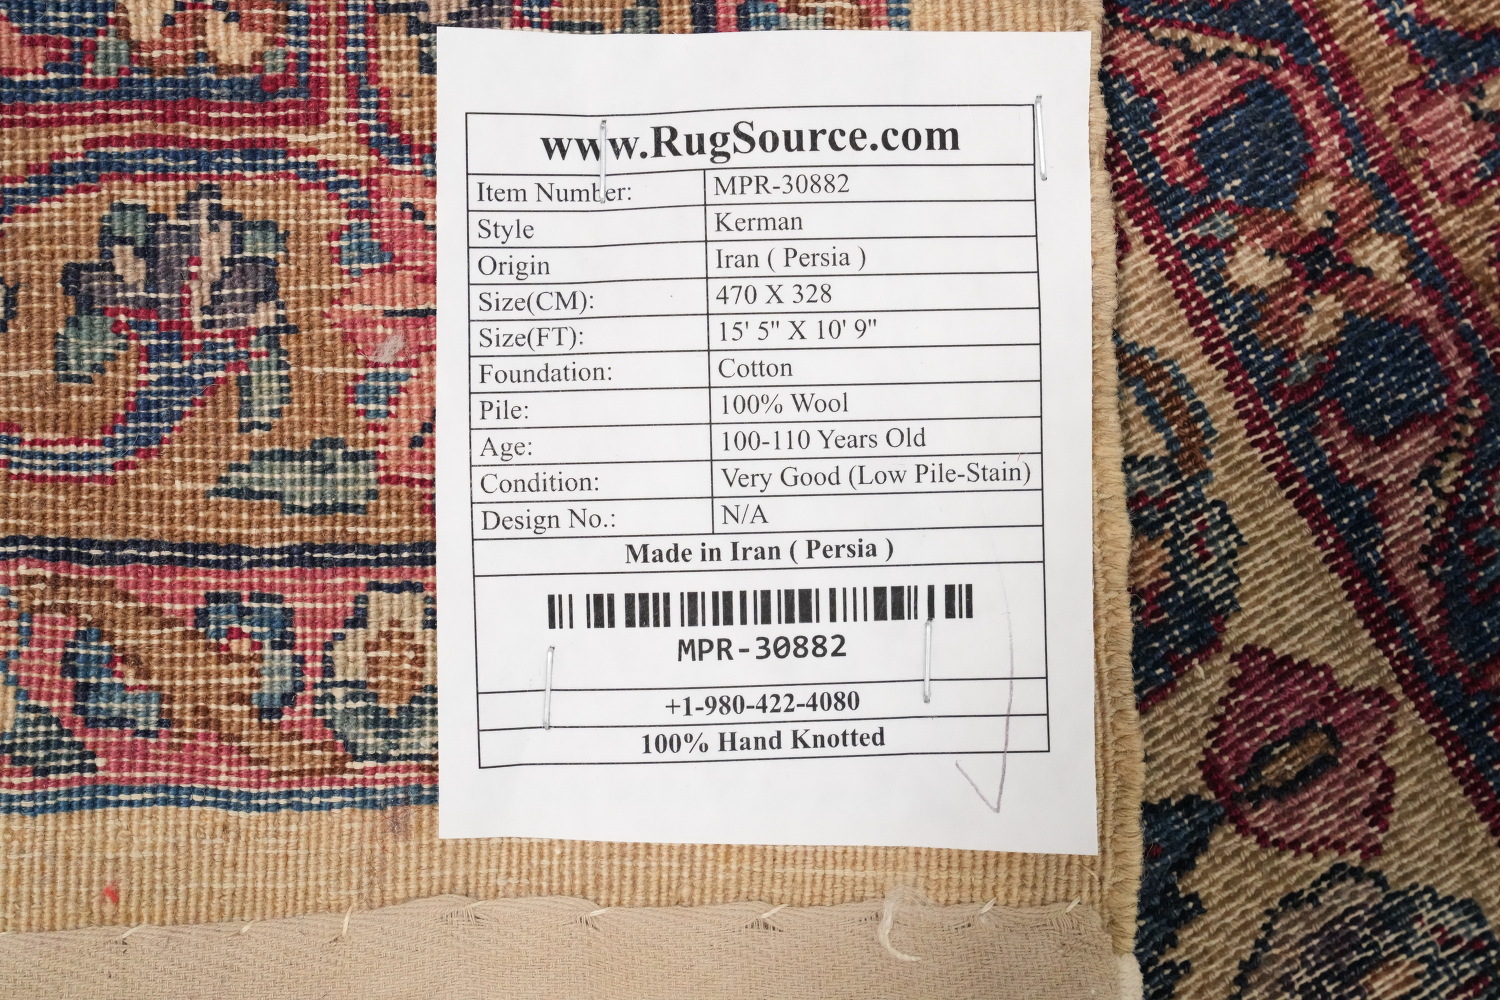 www.RugSource.com
Item Number: MPR-30882
Style Kerman
Origin Iran ( Persia )
Size(CM): 470 X 328
Size(FT): 15' 5" X 10' 9"
Foundation: Cotton
Pile: 100% Wool
Age: 100-110 Years Old
Condition: Very Good (Low Pile-Stain)
Design No.: N/A
Made in Iran ( Persia )
MPR-30882
+1-980-422-4080
100% Hand Knotted